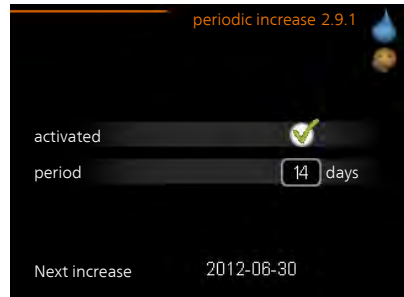 periodic increase 2.9.1
activated
period 14 days
Next increase 2012-06-30